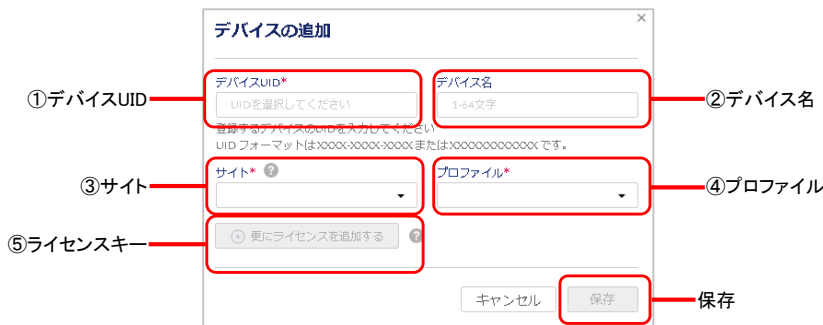 デバイスの追加
×
①デバイスUID
デバイスUID*
UIDを選択してください
デバイス名
1-64文字
②デバイス名
登録するデバイスのUIDを入力してください
UID フォーマットはXXXX-XXXX-XXXXまたはXXXXXXXXXXXXです。
③サイト
サイト* ?
プロファイル*
④プロファイル
⑤ライセンスキー
更にライセンスを追加する ?
キャンセル
保存
保存